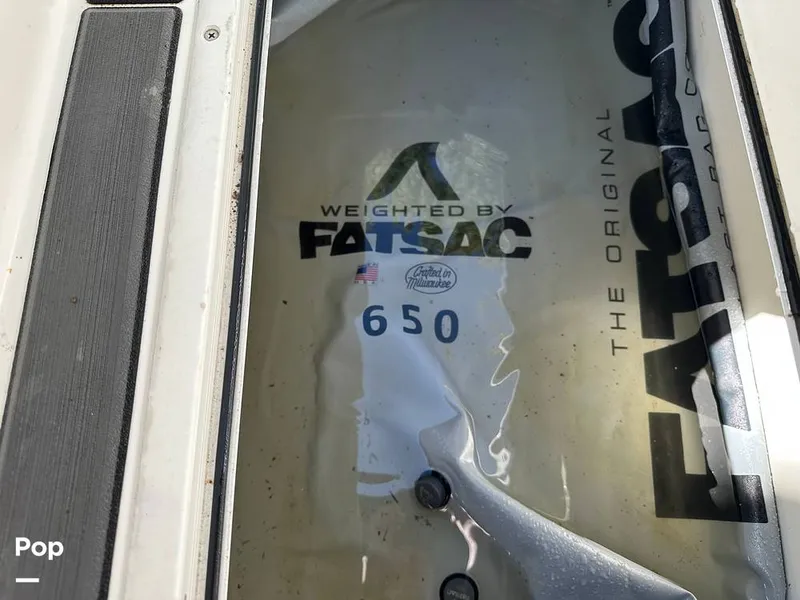 WEIGHTED BY
FATSAC
Crafted in
Milwaukee
650
THE ORIGINAL
FATSAC
Pop